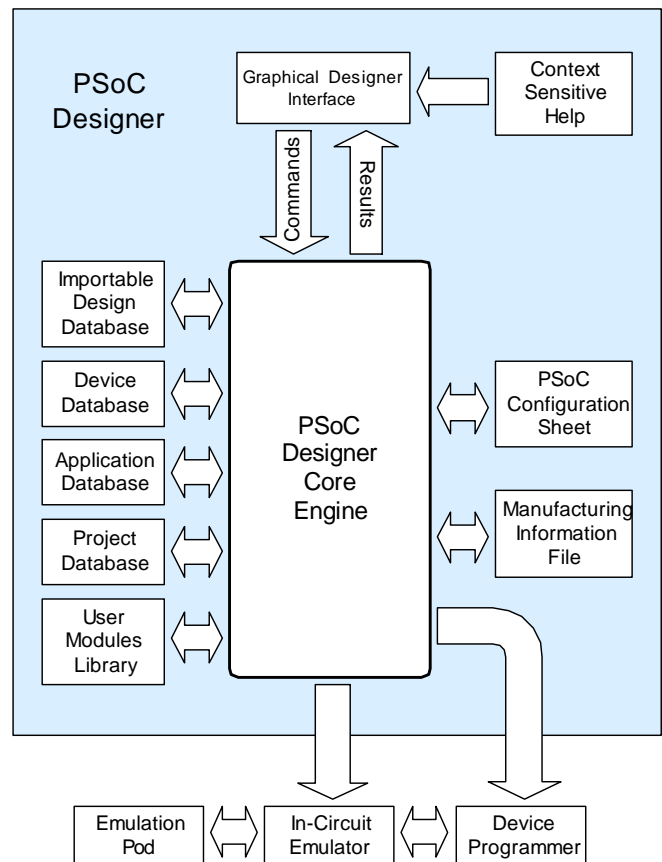 PSoC
Designer
Graphical Designer
Interface
Context
Sensitive
Help
Commands
Results
Importable
Design
Database
Device
Database
Application
Database
Project
Database
User
Modules
Library
PSoC
Designer
Core
Engine
PSoC
Configuration
Sheet
Manufacturing
Information
File
Emulation
Pod
In-Circuit
Emulator
Device
Programmer